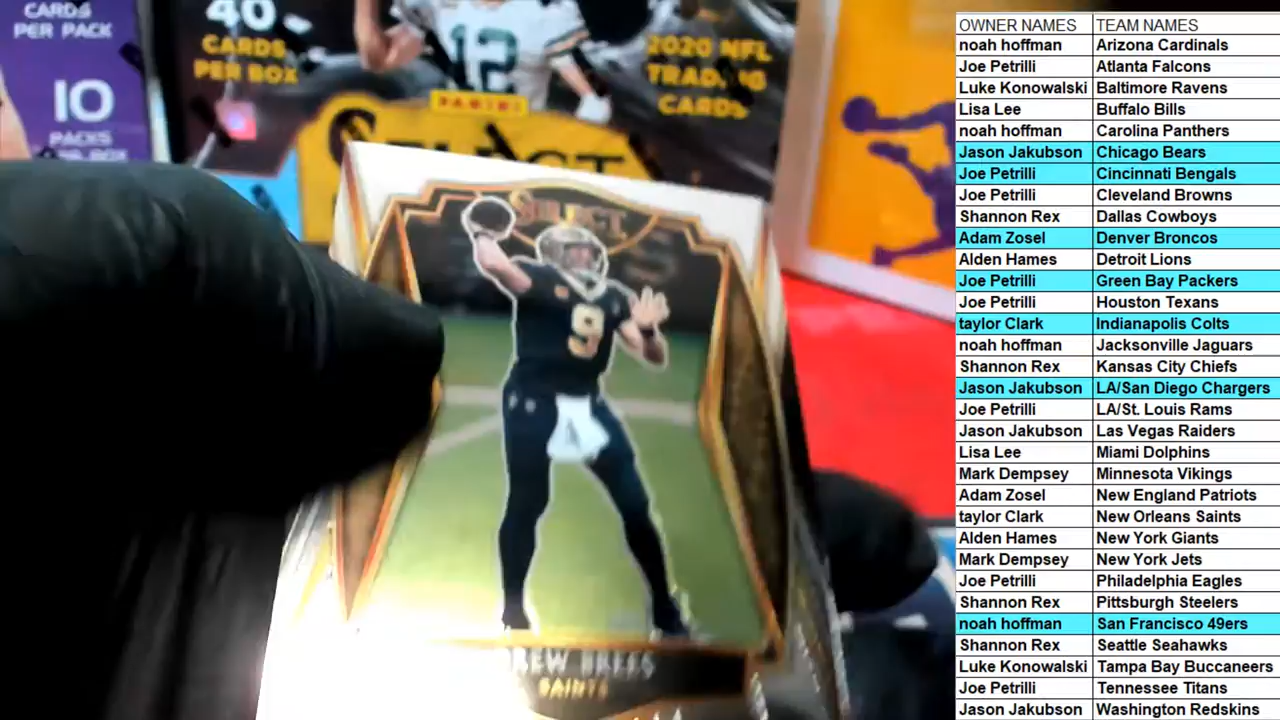 CARDS
PER PACK
10
PACKS
PER BOX
40
CARDS
PER BOX
12
2020 NFL
TRADING
CARDS
PANINI
SELECT
SELECT
9
DREW BREES
SAINTS
OWNER NAMES TEAM NAMES
noah hoffman Arizona Cardinals
Joe Petrilli Atlanta Falcons
Luke Konowalski Baltimore Ravens
Lisa Lee Buffalo Bills
noah hoffman Carolina Panthers
Jason Jakubson Chicago Bears
Joe Petrilli Cincinnati Bengals
Joe Petrilli Cleveland Browns
Shannon Rex Dallas Cowboys
Adam Zosel Denver Broncos
Alden Hames Detroit Lions
Joe Petrilli Green Bay Packers
Joe Petrilli Houston Texans
taylor Clark Indianapolis Colts
noah hoffman Jacksonville Jaguars
Shannon Rex Kansas City Chiefs
Jason Jakubson LA/San Diego Chargers
Joe Petrilli LA/St. Louis Rams
Jason Jakubson Las Vegas Raiders
Lisa Lee Miami Dolphins
Mark Dempsey Minnesota Vikings
Adam Zosel New England Patriots
taylor Clark New Orleans Saints
Alden Hames New York Giants
Mark Dempsey New York Jets
Joe Petrilli Philadelphia Eagles
Shannon Rex Pittsburgh Steelers
noah hoffman San Francisco 49ers
Shannon Rex Seattle Seahawks
Luke Konowalski Tampa Bay Buccaneers
Joe Petrilli Tennessee Titans
Jason Jakubson Washington Redskins